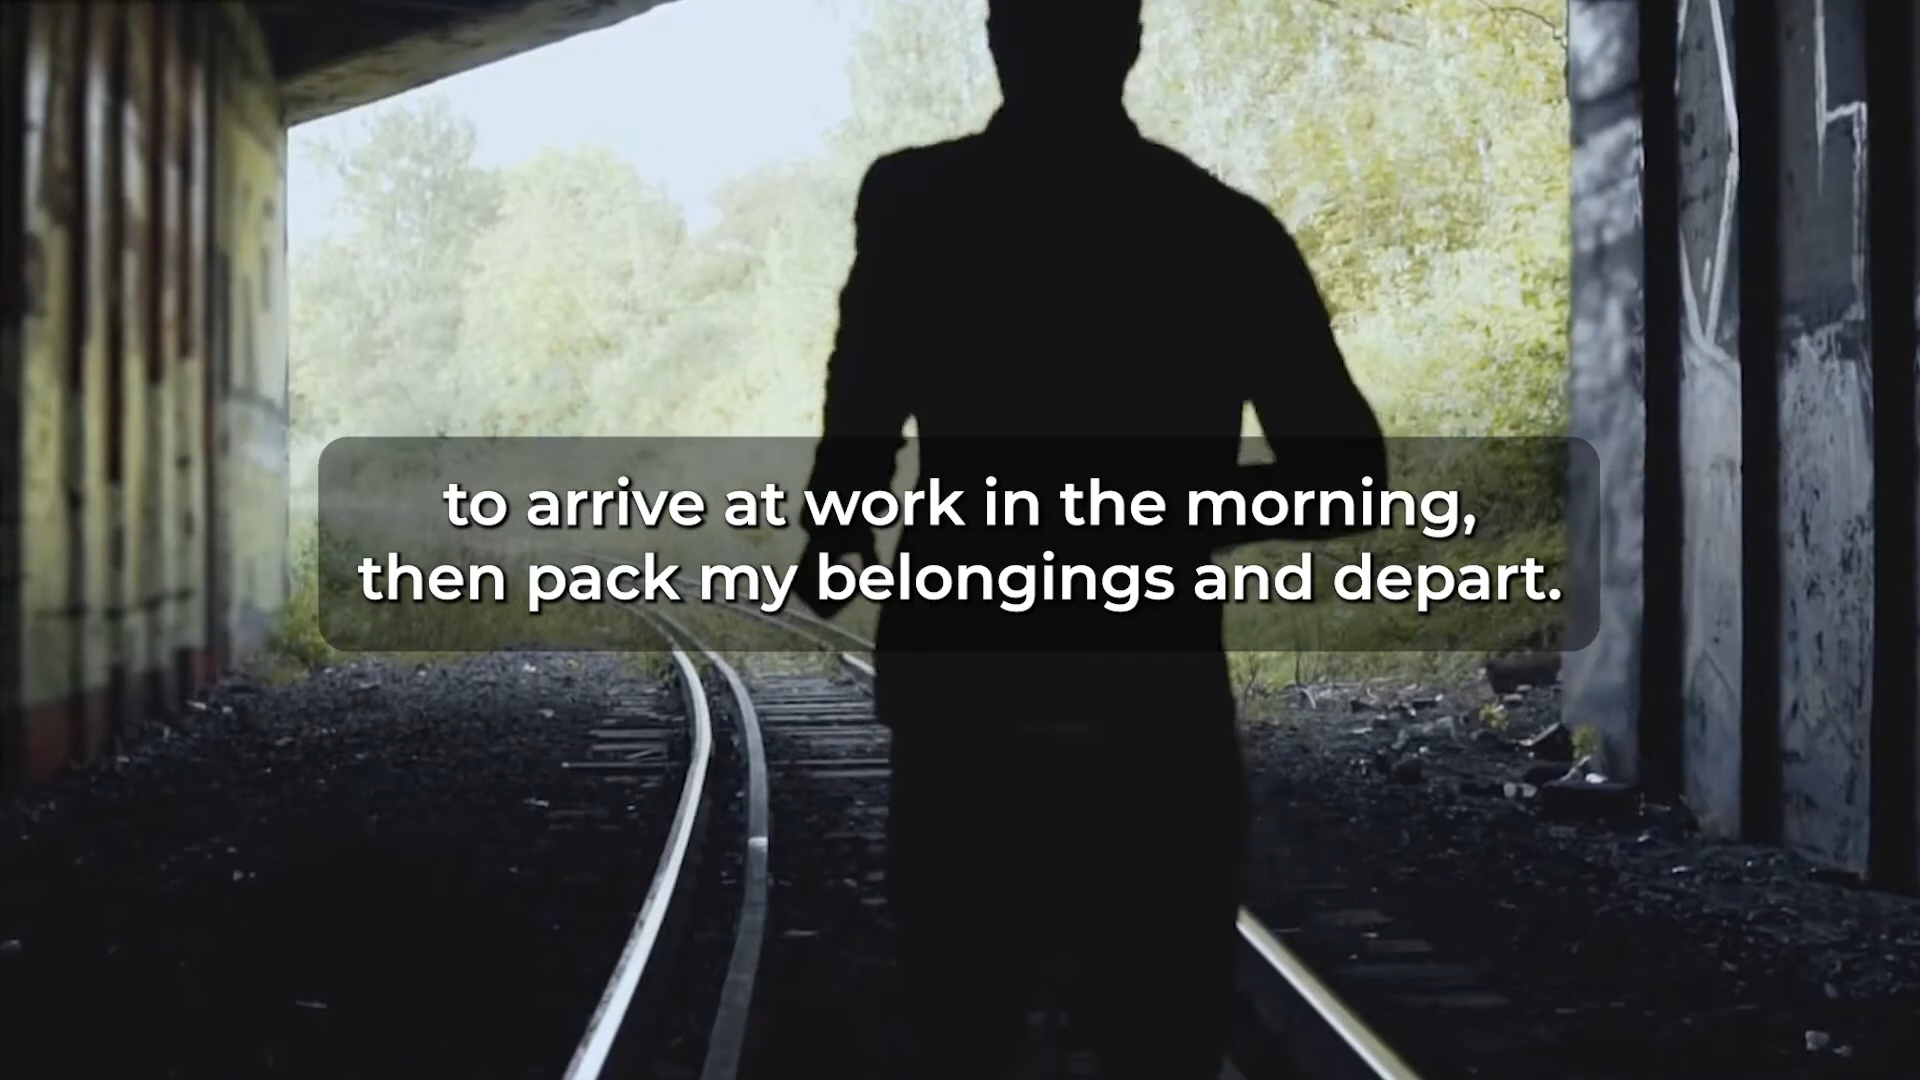 to arrive at work in the morning,
then pack my belongings and depart.